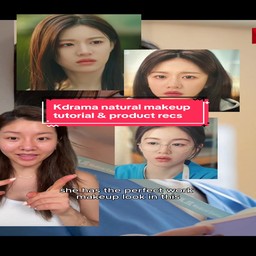 Kdrama natural makeup
tutorial & product recs
she has the perfect work
makeup look in this